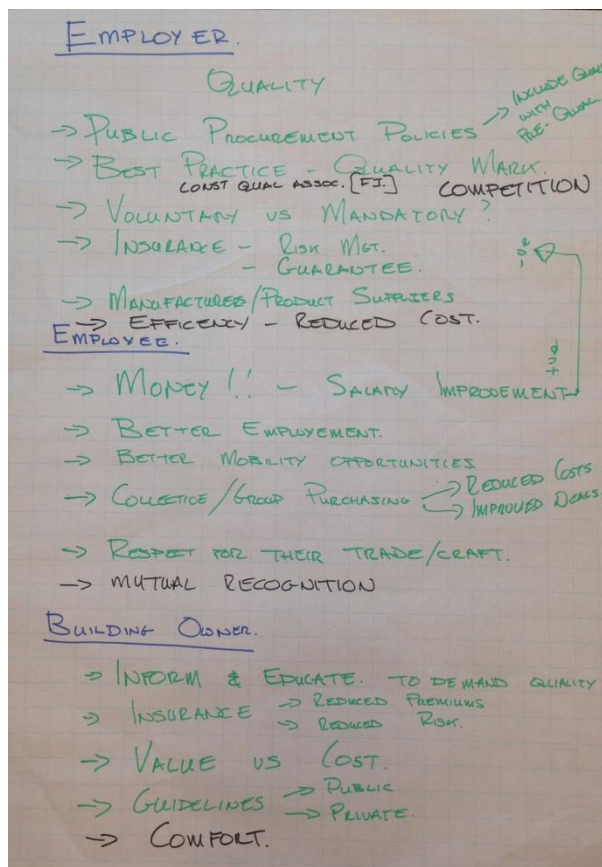 EMPLOYER.
QUALITY
→ PUBLIC PROCUREMENT POLICIES → INCLUDE
WITH
PRE-QUAL
→ BEST PRACTICE - QUALITY MARK.
CONST QUAL ASSOC. [FI.] COMPETITION
→ VOLUNTARY VS MANDATORY?
→ INSURANCE - RISK MGT.
- GUARANTEE.
→ MANUFACTURERS/PRODUCT SUPPLIERS
→ EFFICENCY - REDUCED COST.
EMPLOYEE.
→ MONEY!! - SALARY IMPROVEMENT
→ BETTER EMPLOYEMENT.
→ BETTER MOBILITY OPPORTUNITIES
→ COLLECTIVE/GROUP PURCHASING → REDUCED COSTS
→ IMPROVED DEALS
→ RESPECT FOR THEIR TRADE/CRAFT.
→ MUTUAL RECOGNITION
BUILDING OWNER.
→ INFORM & EDUCATE. TO DEMAND QUALITY
→ INSURANCE → REDUCED PREMIUMS
→ REDUCED RISK.
→ VALUE VS COST.
→ GUIDELINES → PUBLIC
→ PRIVATE.
→ COMFORT.